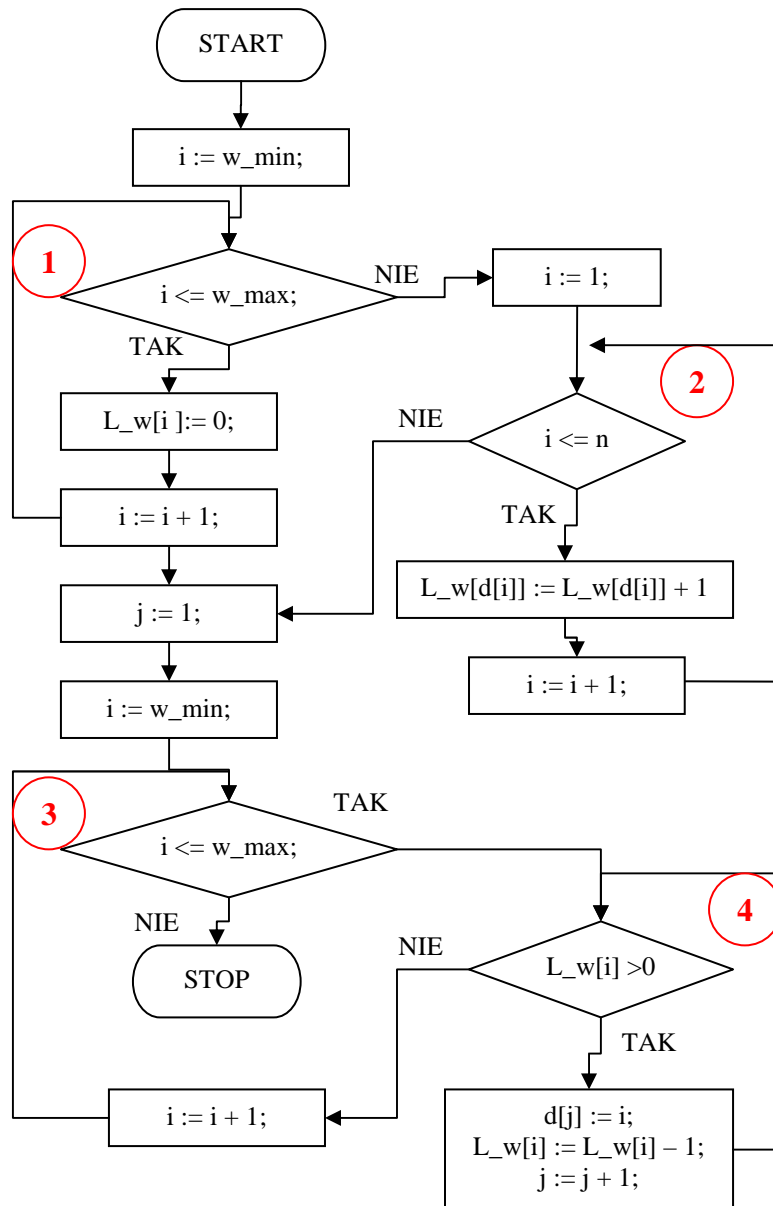 START
i := w_min;
1
i <= w_max;
NIE
i := 1;
TAK
2
L_w[i ]:= 0;
NIE
i <= n
i := i + 1;
TAK
L_w[d[i]] := L_w[d[i]] + 1
j := 1;
i := i + 1;
i := w_min;
3
TAK
i <= w_max;
4
NIE
NIE
STOP
L_w[i] >0
TAK
i := i + 1;
d[j] := i;
L_w[i] := L_w[i] – 1;
j := j + 1;